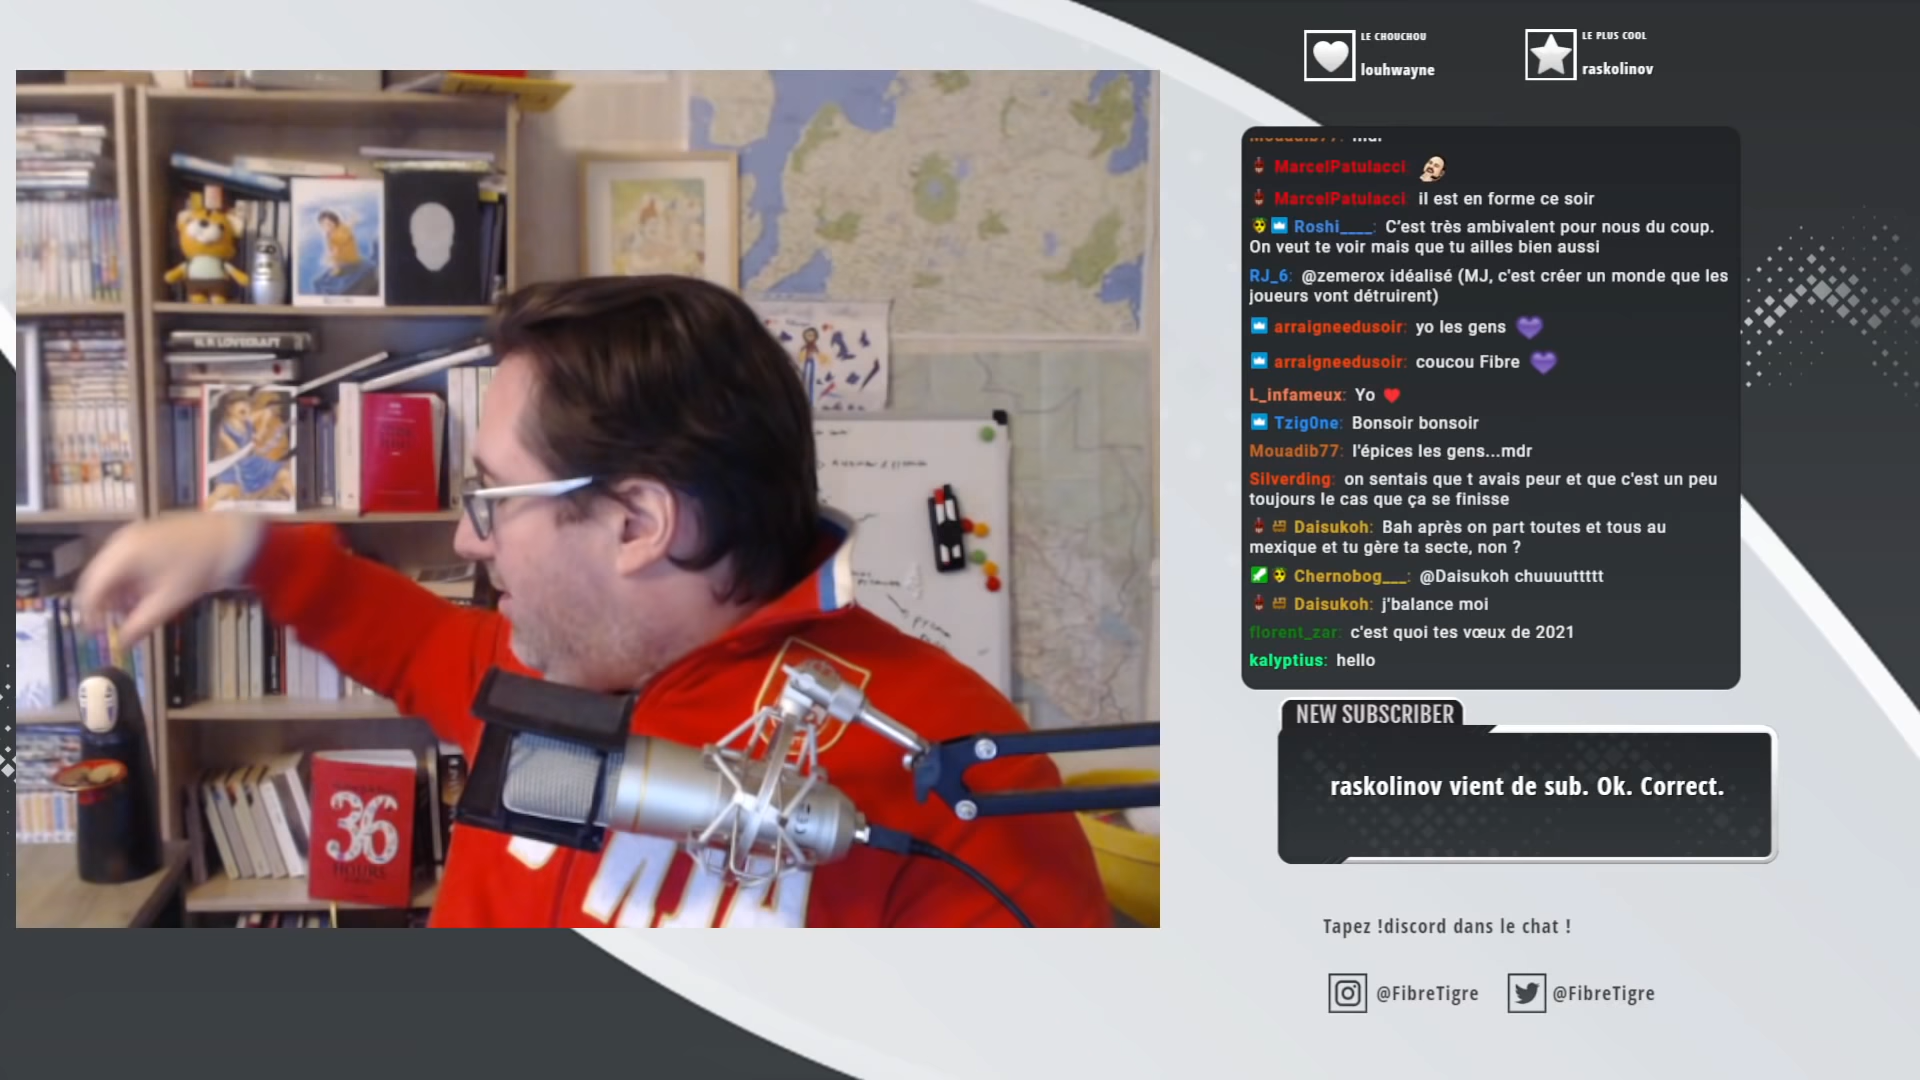 LE CHOUCHOU
louhwayne
LE PLUS COOL
raskolinov
Mouadib77: mdr
MarcelPatulacci:
MarcelPatulacci: il est en forme ce soir
Roshi____: C'est très ambivalent pour nous du coup.
On veut te voir mais que tu ailles bien aussi
RJ_6: @zemerox idéalisé (MJ, c'est créer un monde que les
joueurs vont détruirent)
arraigneedusoir: yo les gens
arraigneedusoir: coucou Fibre
L_infameux: Yo
Tzig0ne: Bonsoir bonsoir
Mouadib77: l'épices les gens...mdr
Silverding: on sentais que t avais peur et que c'est un peu
toujours le cas que ça se finisse
Daisukoh: Bah après on part toutes et tous au
mexique et tu gère ta secte, non ?
Chernobog___: @Daisukoh chuuuuttttt
Daisukoh: j'balance moi
florent_zar: c'est quoi tes vœux de 2021
kalyptius: hello
NEW SUBSCRIBER
raskolinov vient de sub. Ok. Correct.
Tapez !discord dans le chat !
@FibreTigre
@FibreTigre
H.P. LOVECRAFT
36
HOURS